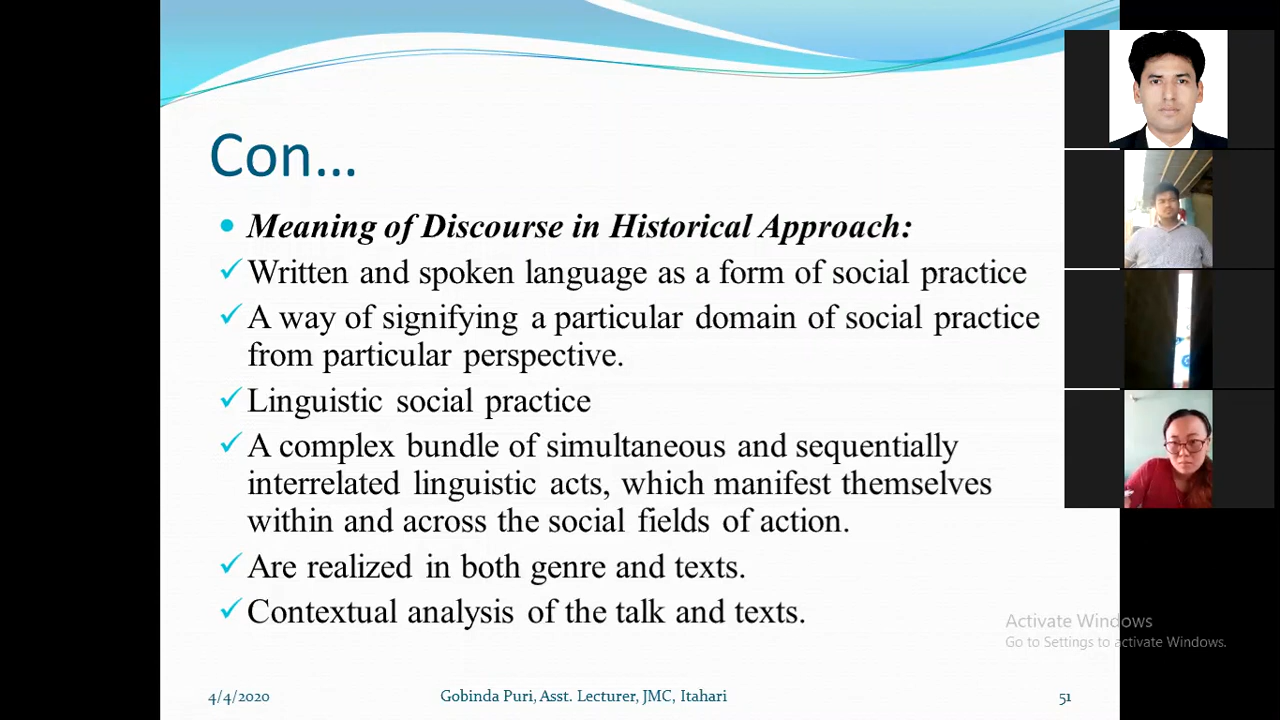 Con...
Meaning of Discourse in Historical Approach:
Written and spoken language as a form of social practice
A way of signifying a particular domain of social practice
from particular perspective.
Linguistic social practice
A complex bundle of simultaneous and sequentially
interrelated linguistic acts, which manifest themselves
within and across the social fields of action.
Are realized in both genre and texts.
Contextual analysis of the talk and texts.
Activate Windows
Go to Settings to activate Windows.
4/4/2020
Gobinda Puri, Asst. Lecturer, JMC, Itahari
51